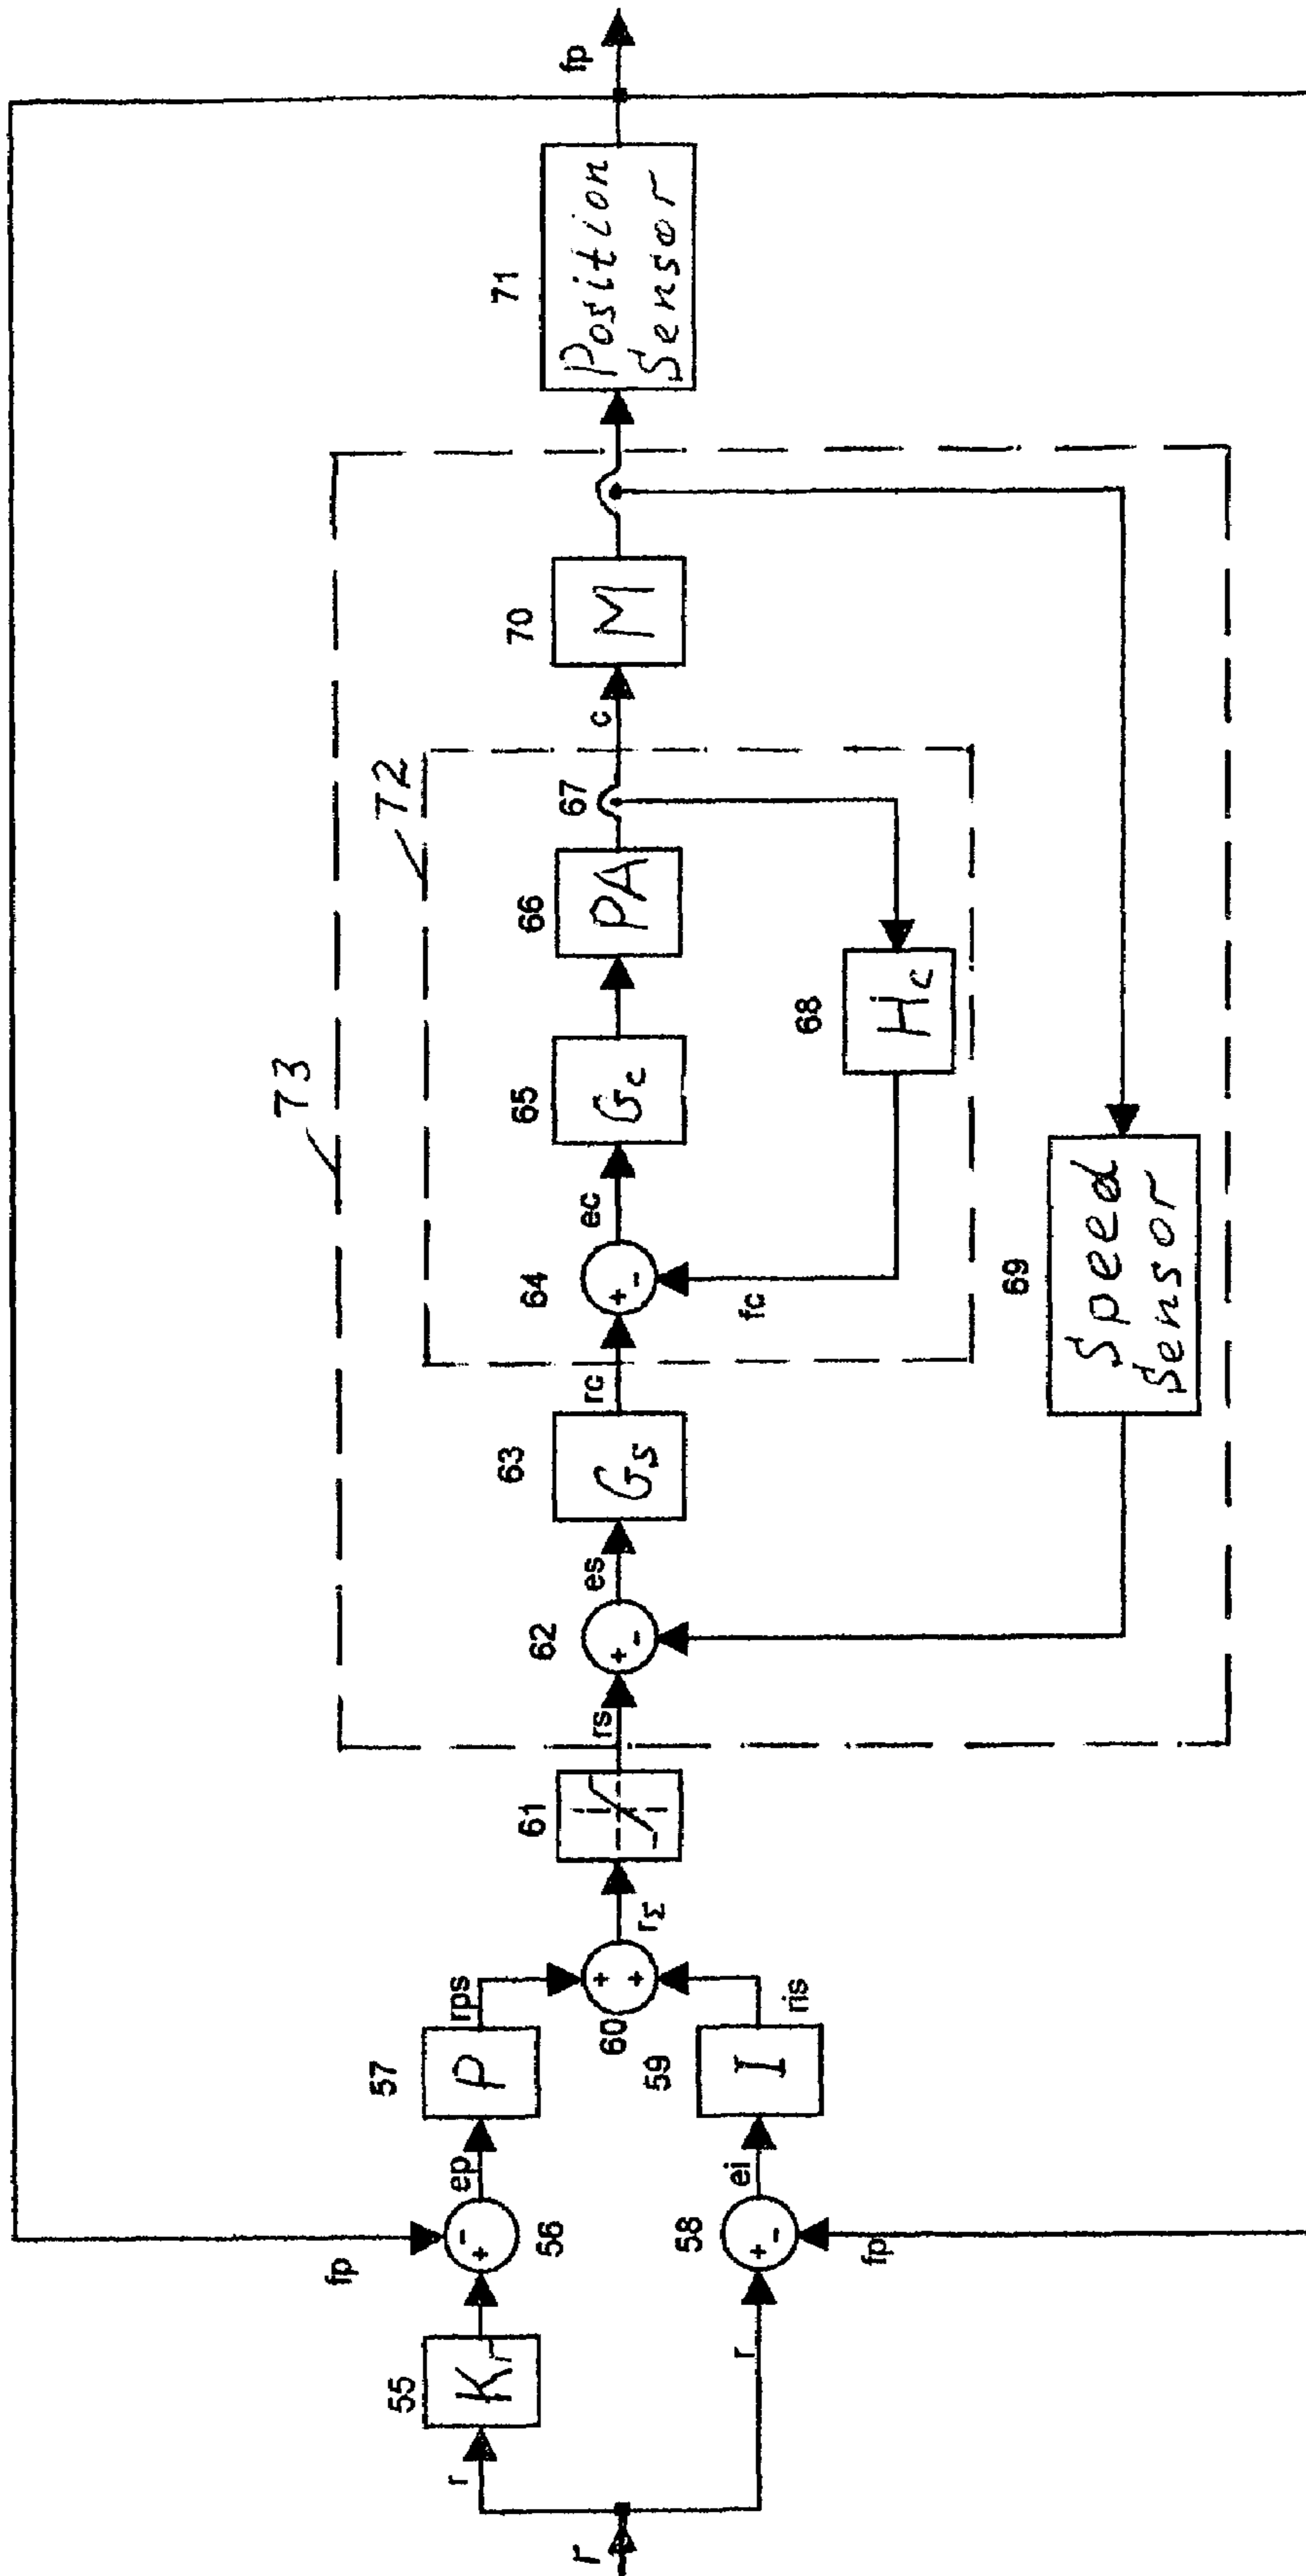 r
r
55
Kr
fp
+ -
56
ep
57
P
rps
r
58
+ -
fp
ei
59
I
ris
60
+ +
rΣ
61
rs
62
+ -
es
63
Gs
rc
64
+ -
fc
ec
65
Gc
66
PA
67
68
Hc
c
70
M
69
Speed
Sensor
72
73
71
Position
Sensor
fp